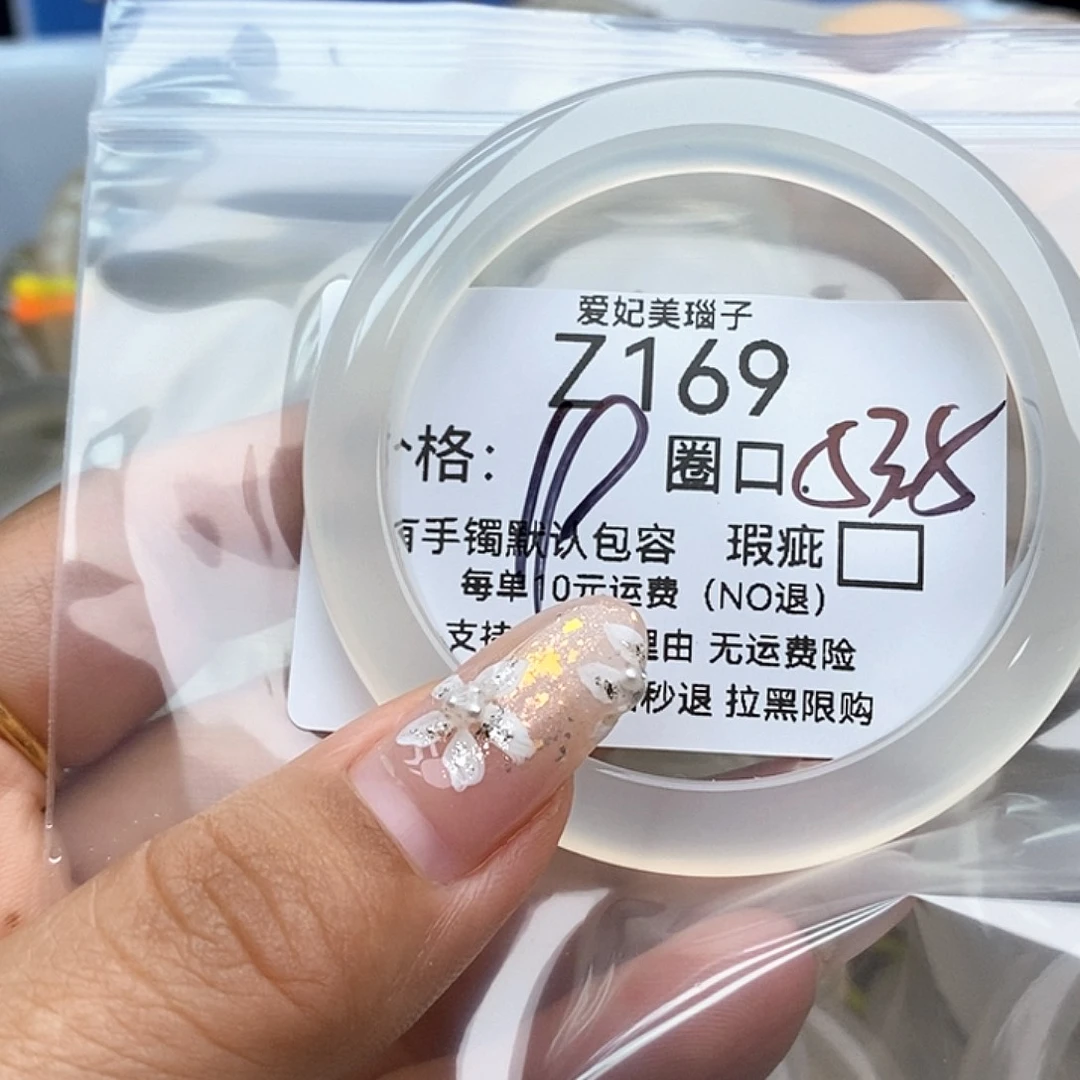 爱妃美瑙子
Z169
格： 圈口 53.8
有手镯默认包容 瑕疵
每单10元运费（NO退）
支持 理由 无运费险
秒退 拉黑限购